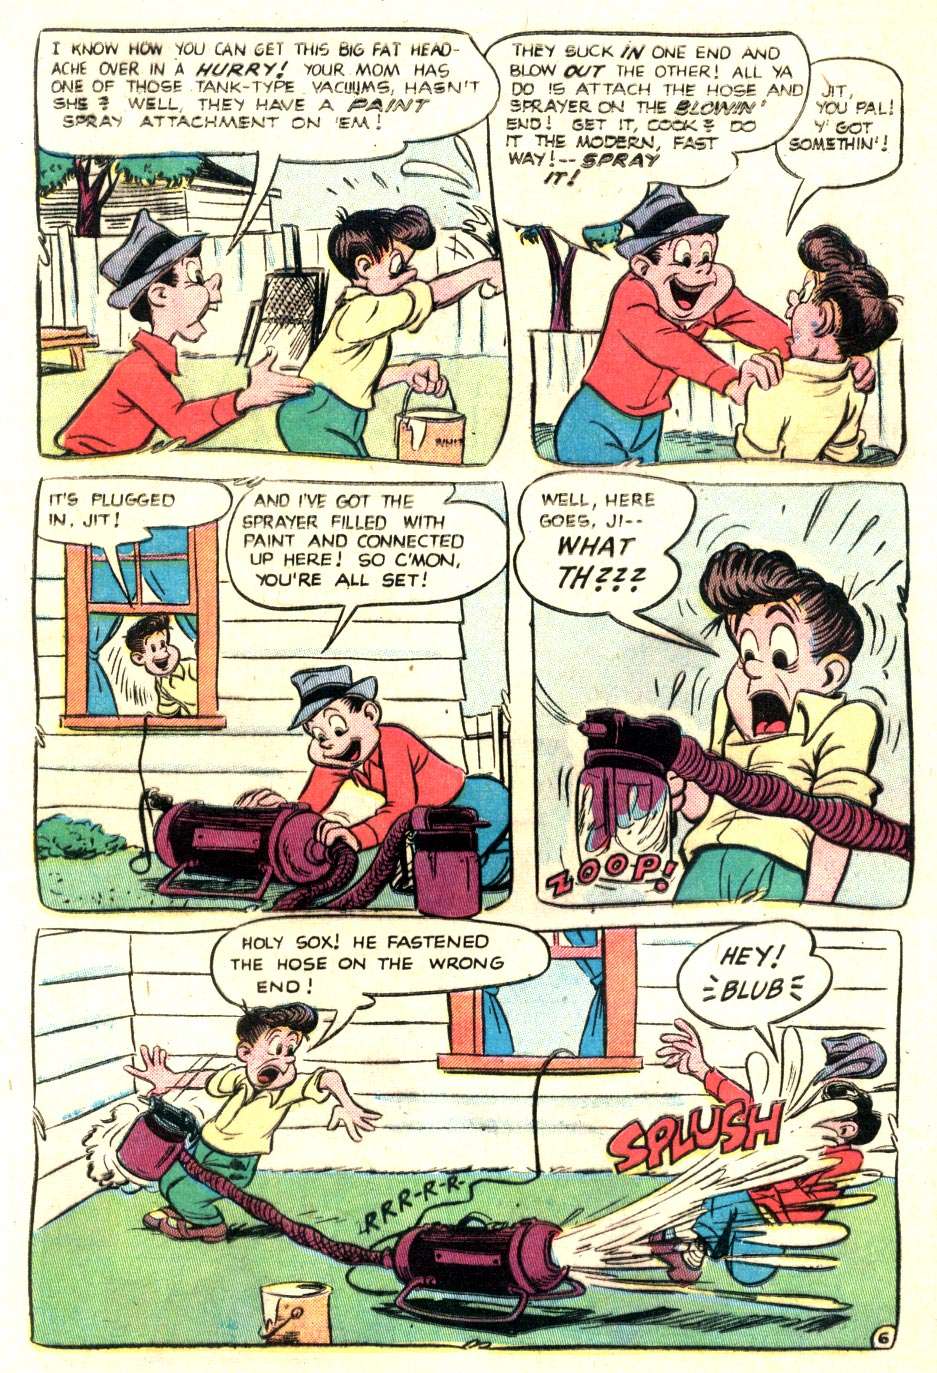 I KNOW HOW YOU CAN GET THIS BIG FAT HEAD-
ACHE OVER IN A HURRY! YOUR MOM HAS
ONE OF THOSE TANK-TYPE VACUUMS, HASN'T
SHE? WELL, THEY HAVE A PAINT
SPRAY ATTACHMENT ON 'EM!
THEY SUCK IN ONE END AND
BLOW OUT THE OTHER! ALL YA
DO IS ATTACH THE HOSE AND
SPRAYER ON THE BLOWIN'
END! GET IT, COOK? DO
IT THE MODERN, FAST
WAY!-- SPRAY
IT!
JIT,
YOU PAL!
Y' GOT
SOMETHIN'!
IT'S PLUGGED
IN, JIT!
AND I'VE GOT THE
SPRAYER FILLED WITH
PAINT AND CONNECTED
UP HERE! SO C'MON,
YOU'RE ALL SET!
WELL, HERE
GOES, JI--
WHAT
TH???
ZOOP!
HOLY SOX! HE FASTENED
THE HOSE ON THE WRONG
END!
HEY!
BLUB
SPLUSH
RRR-R-R-
6